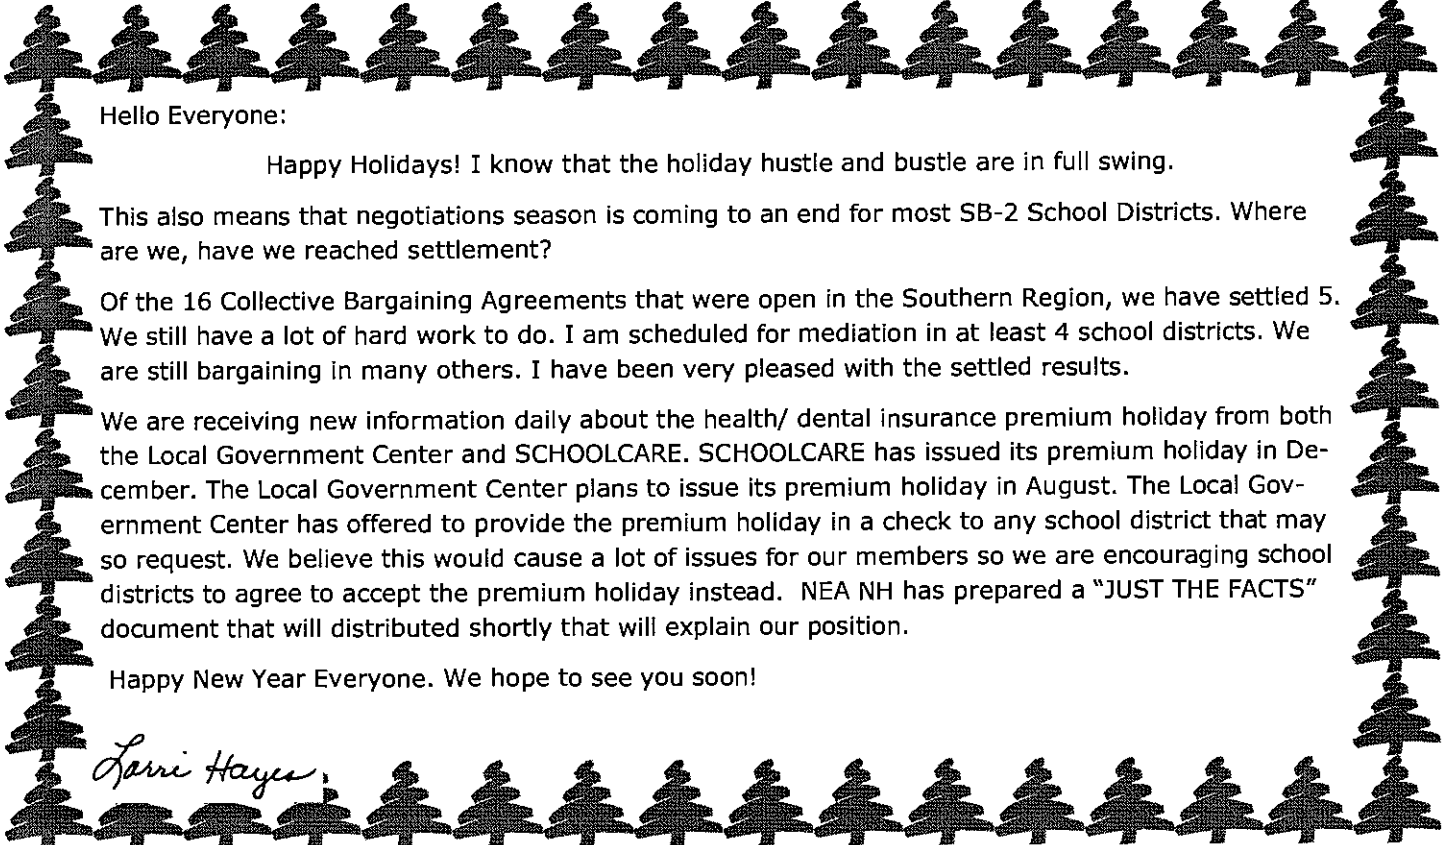 Hello Everyone:
Happy Holidays! I know that the holiday hustle and bustle are in full swing.
This also means that negotiations season is coming to an end for most SB-2 School Districts. Where
are we, have we reached settlement?
Of the 16 Collective Bargaining Agreements that were open in the Southern Region, we have settled 5.
We still have a lot of hard work to do. I am scheduled for mediation in at least 4 school districts. We
are still bargaining in many others. I have been very pleased with the settled results.
We are receiving new information daily about the health/ dental insurance premium holiday from both
the Local Government Center and SCHOOLCARE. SCHOOLCARE has issued its premium holiday in De-
cember. The Local Government Center plans to issue its premium holiday in August. The Local Gov-
ernment Center has offered to provide the premium holiday in a check to any school district that may
so request. We believe this would cause a lot of issues for our members so we are encouraging school
districts to agree to accept the premium holiday instead.  NEA NH has prepared a “JUST THE FACTS”
document that will distributed shortly that will explain our position.
Happy New Year Everyone. We hope to see you soon!
Lorri Hayes